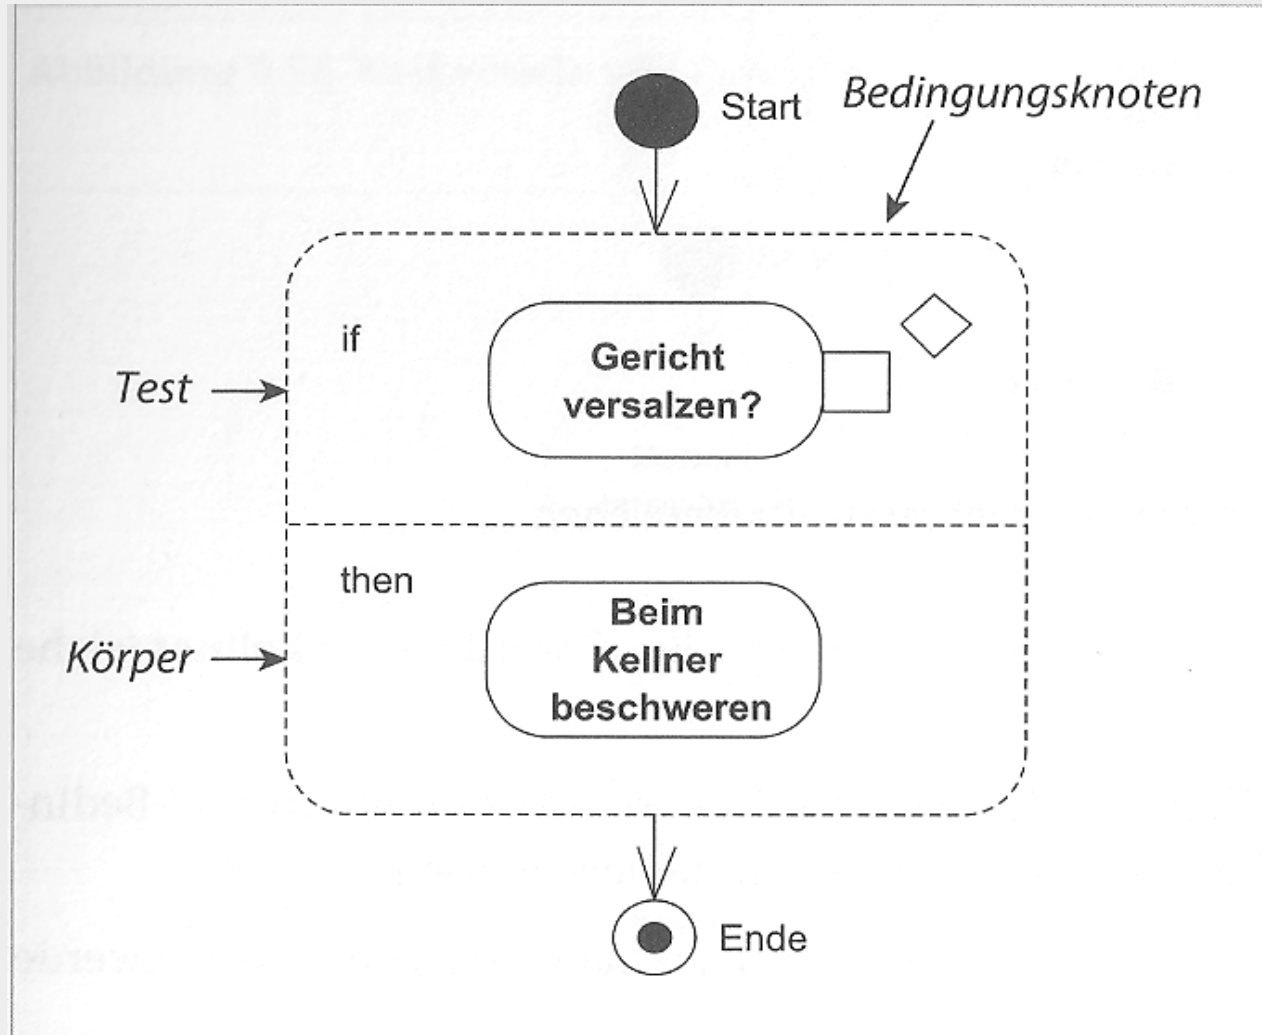 Start
Bedingungsknoten
if
Gericht
versalzen?
Test
then
Beim
Kellner
beschweren
Körper
Ende